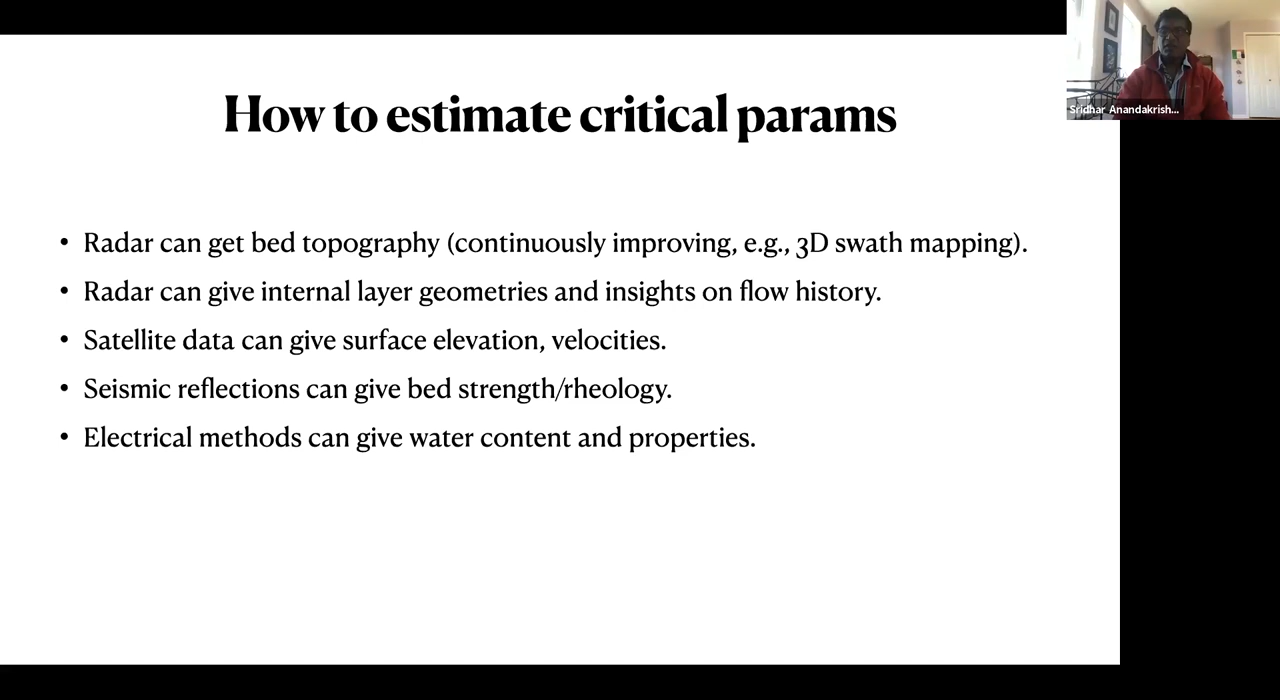 How to estimate critical params
• Radar can get bed topography (continuously improving, e.g., 3D swath mapping).
• Radar can give internal layer geometries and insights on flow history.
• Satellite data can give surface elevation, velocities.
• Seismic reflections can give bed strength/rheology.
• Electrical methods can give water content and properties.
Sridhar Anandakrish...